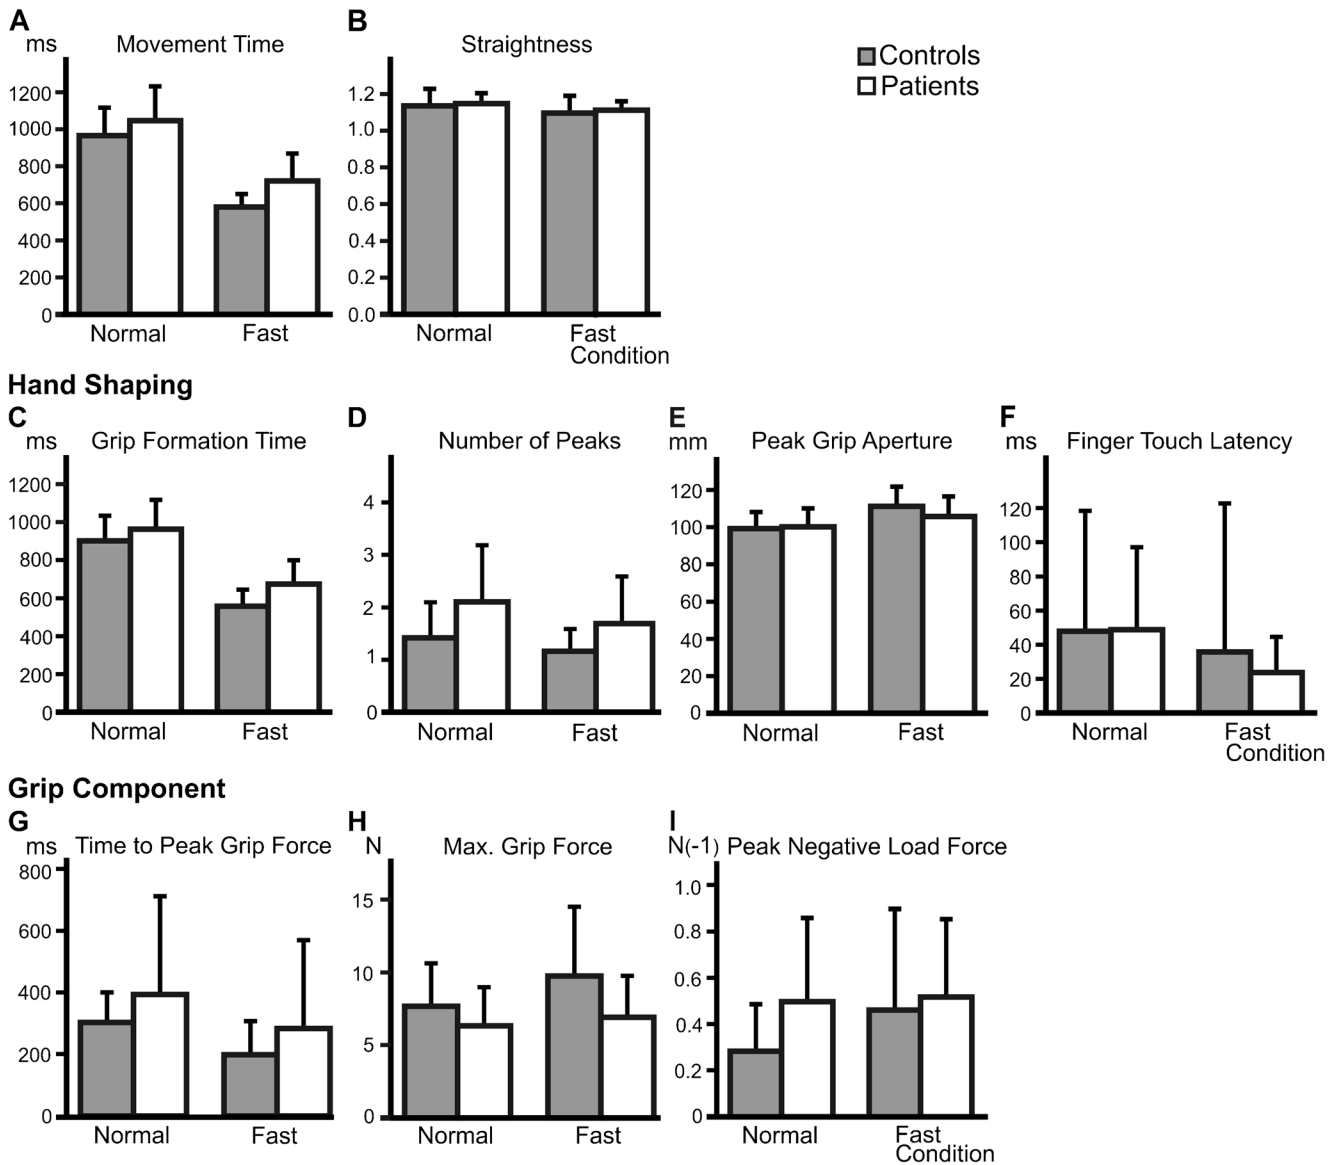 A
ms
Movement Time
1200
1000
800
600
400
200
0
Normal
Fast
B
Straightness
1.2
1.0
0.8
0.6
0.4
0.2
0.0
Normal
Fast
Condition
Controls
Patients
Hand Shaping
C
ms
Grip Formation Time
1200
1000
800
600
400
200
0
Normal
Fast
D
Number of Peaks
4
3
2
1
0
Normal
Fast
E
mm
Peak Grip Aperture
120
100
80
60
40
20
0
Normal
Fast
F
ms
Finger Touch Latency
120
100
80
60
40
20
0
Normal
Fast
Condition
Grip Component
G
ms
Time to Peak Grip Force
800
600
400
200
0
Normal
Fast
H
N
Max. Grip Force
15
10
5
0
Normal
Fast
I
N(-1) Peak Negative Load Force
1.0
0.8
0.6
0.4
0.2
0
Normal
Fast
Condition